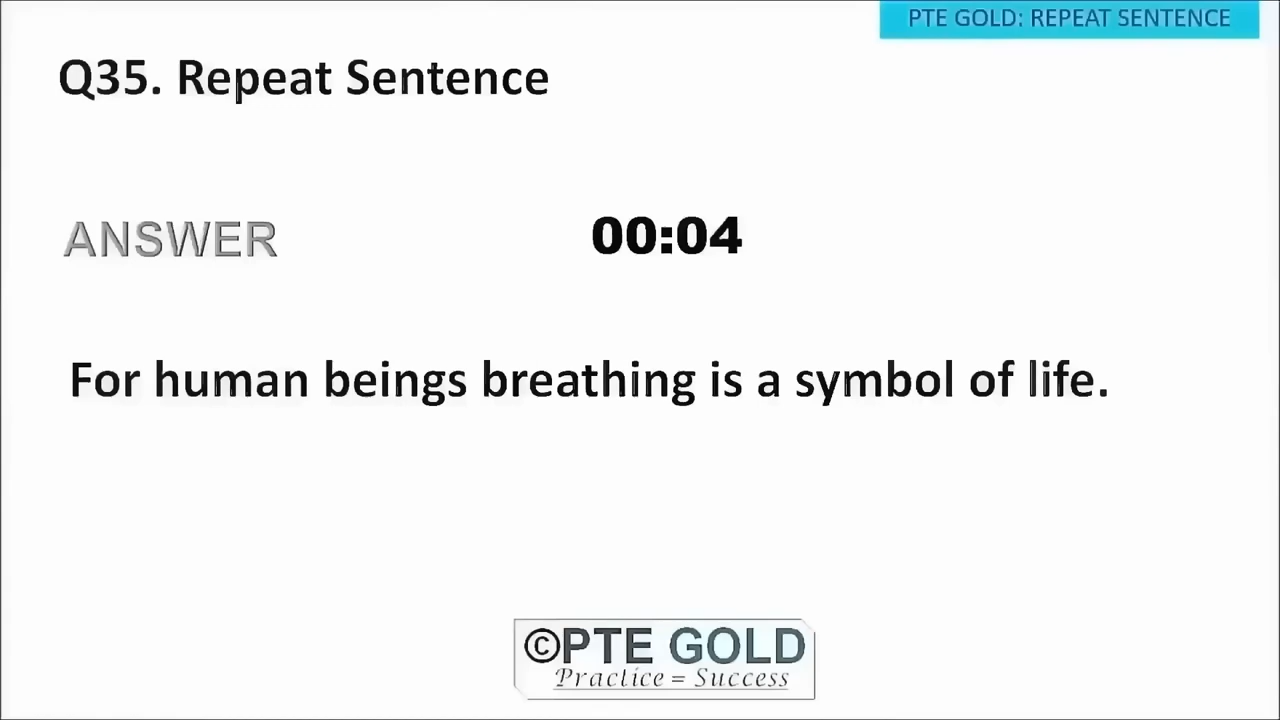 PTE GOLD: REPEAT SENTENCE
Q35. Repeat Sentence
ANSWER
00:04
For human beings breathing is a symbol of life.
©PTE GOLD
Practice = Success